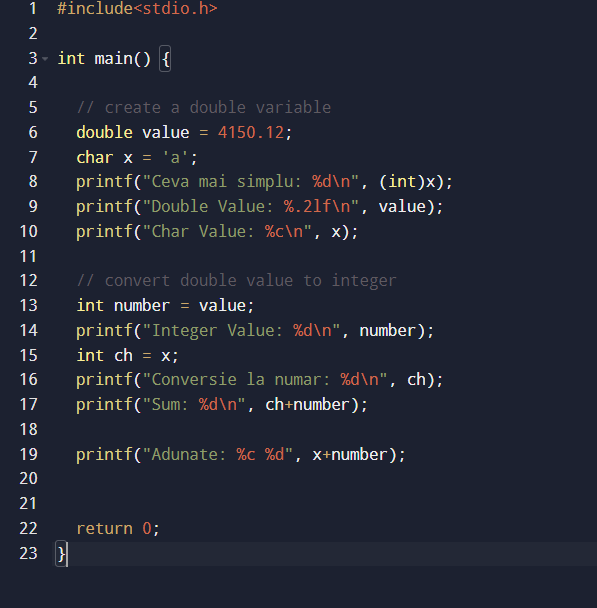 1 #include<stdio.h>
2
3 int main() {
4
5 // create a double variable
6 double value = 4150.12;
7 char x = 'a';
8 printf("Ceva mai simplu: %d\n", (int)x);
9 printf("Double Value: %.2lf\n", value);
10 printf("Char Value: %c\n", x);
11
12 // convert double value to integer
13 int number = value;
14 printf("Integer Value: %d\n", number);
15 int ch = x;
16 printf("Conversie la numar: %d\n", ch);
17 printf("Sum: %d\n", ch+number);
18
19 printf("Adunate: %c %d", x+number);
20
21
22 return 0;
23 }